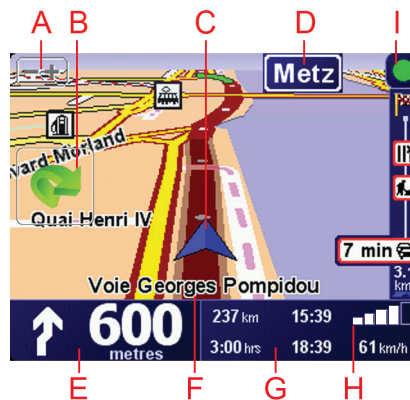 A B C D I
Metz
vard Morland
Quai Henri IV
7 min
Voie Georges Pompidou
3.
km
600
metres
237 km 15:39
3:00 hrs 18:39 61 km/h
E F G H